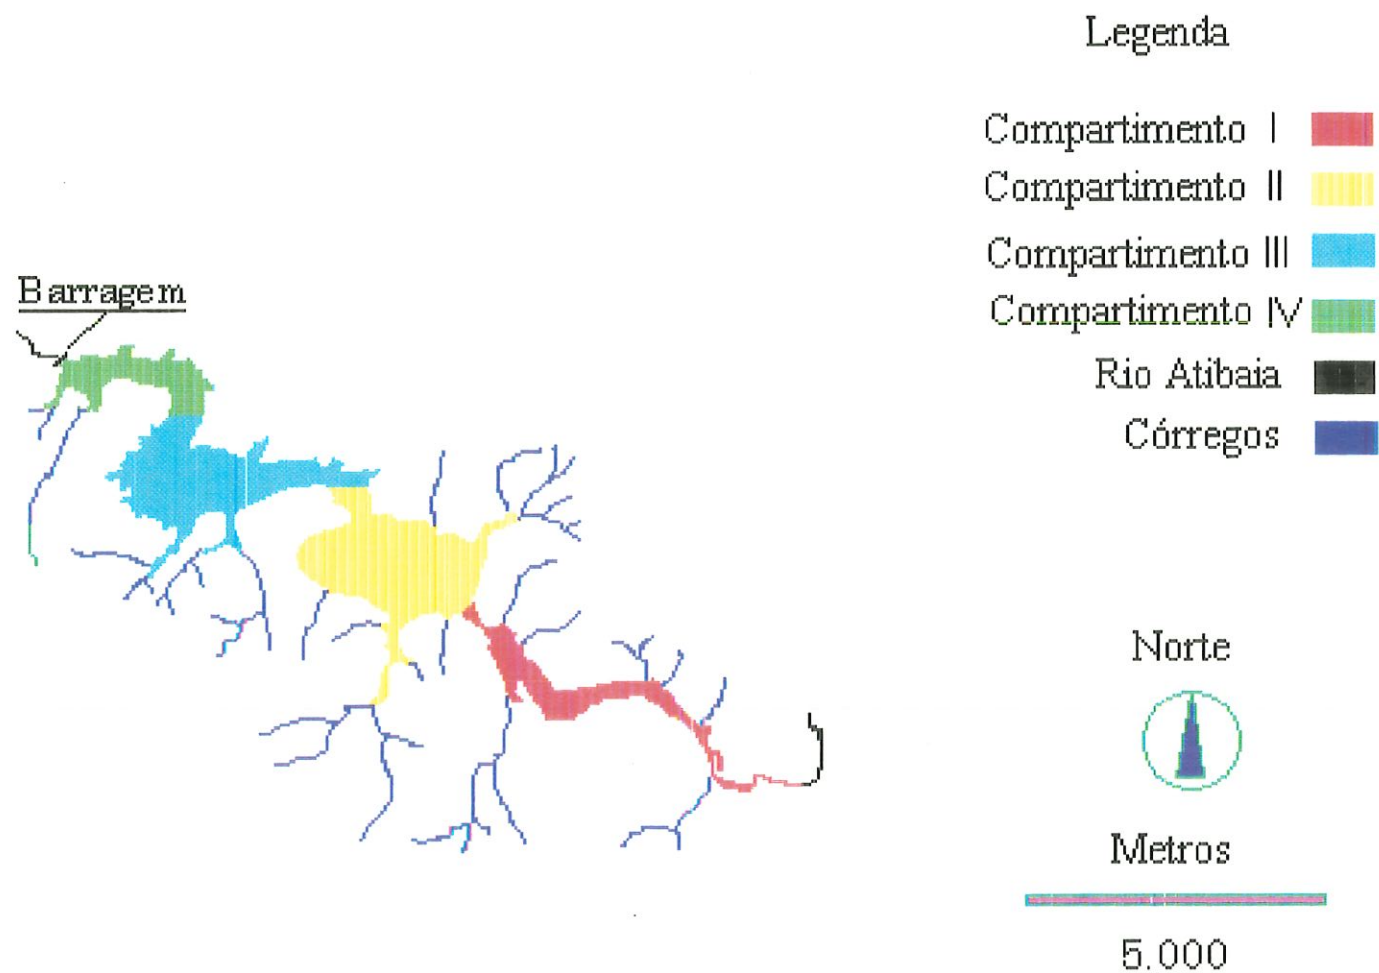 Legenda
Compartimento I
Compartimento II
Compartimento III
Compartimento IV
Rio Atibaia
Córregos
Barragem
Norte
Metros
5.000